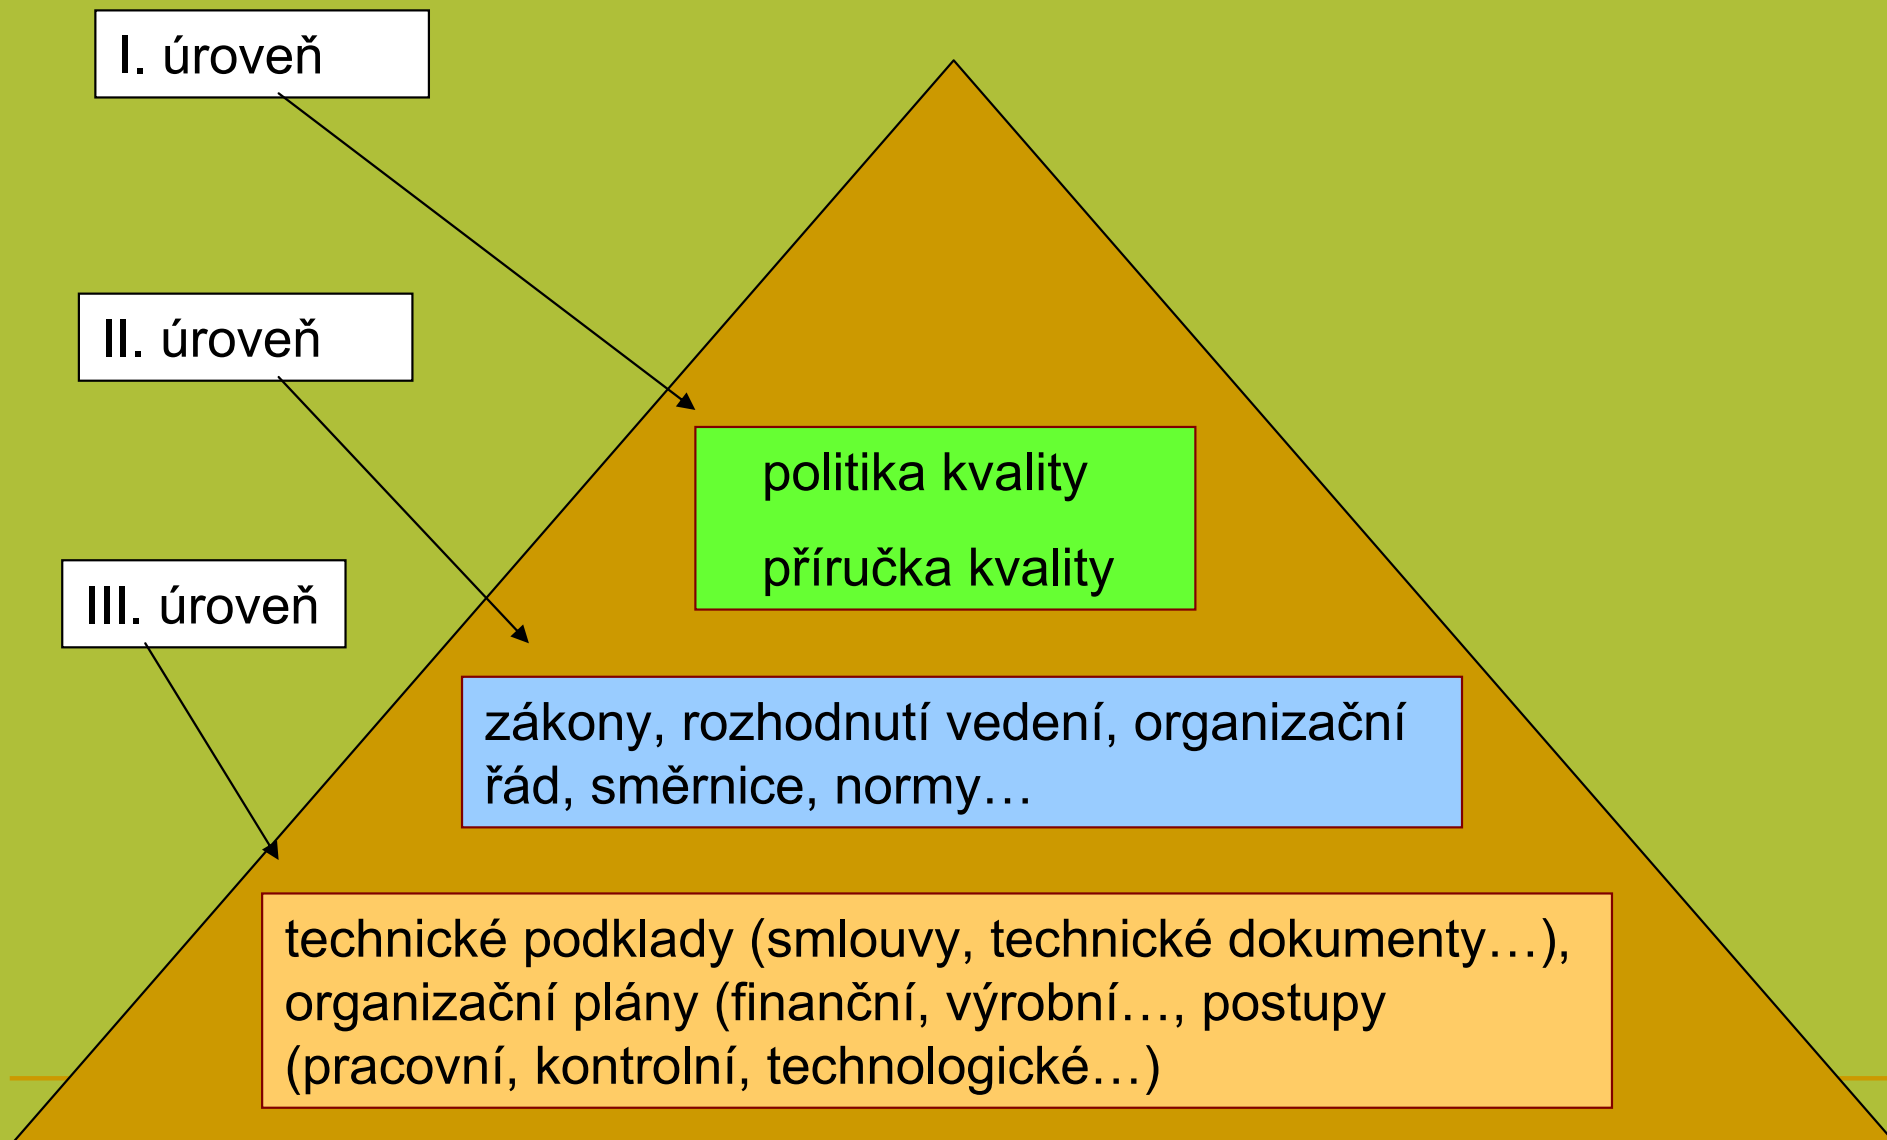 I. úroveň
II. úroveň
III. úroveň
politika kvality
příručka kvality
zákony, rozhodnutí vedení, organizační
řád, směrnice, normy…
technické podklady (smlouvy, technické dokumenty…),
organizační plány (finanční, výrobní…, postupy
(pracovní, kontrolní, technologické…)